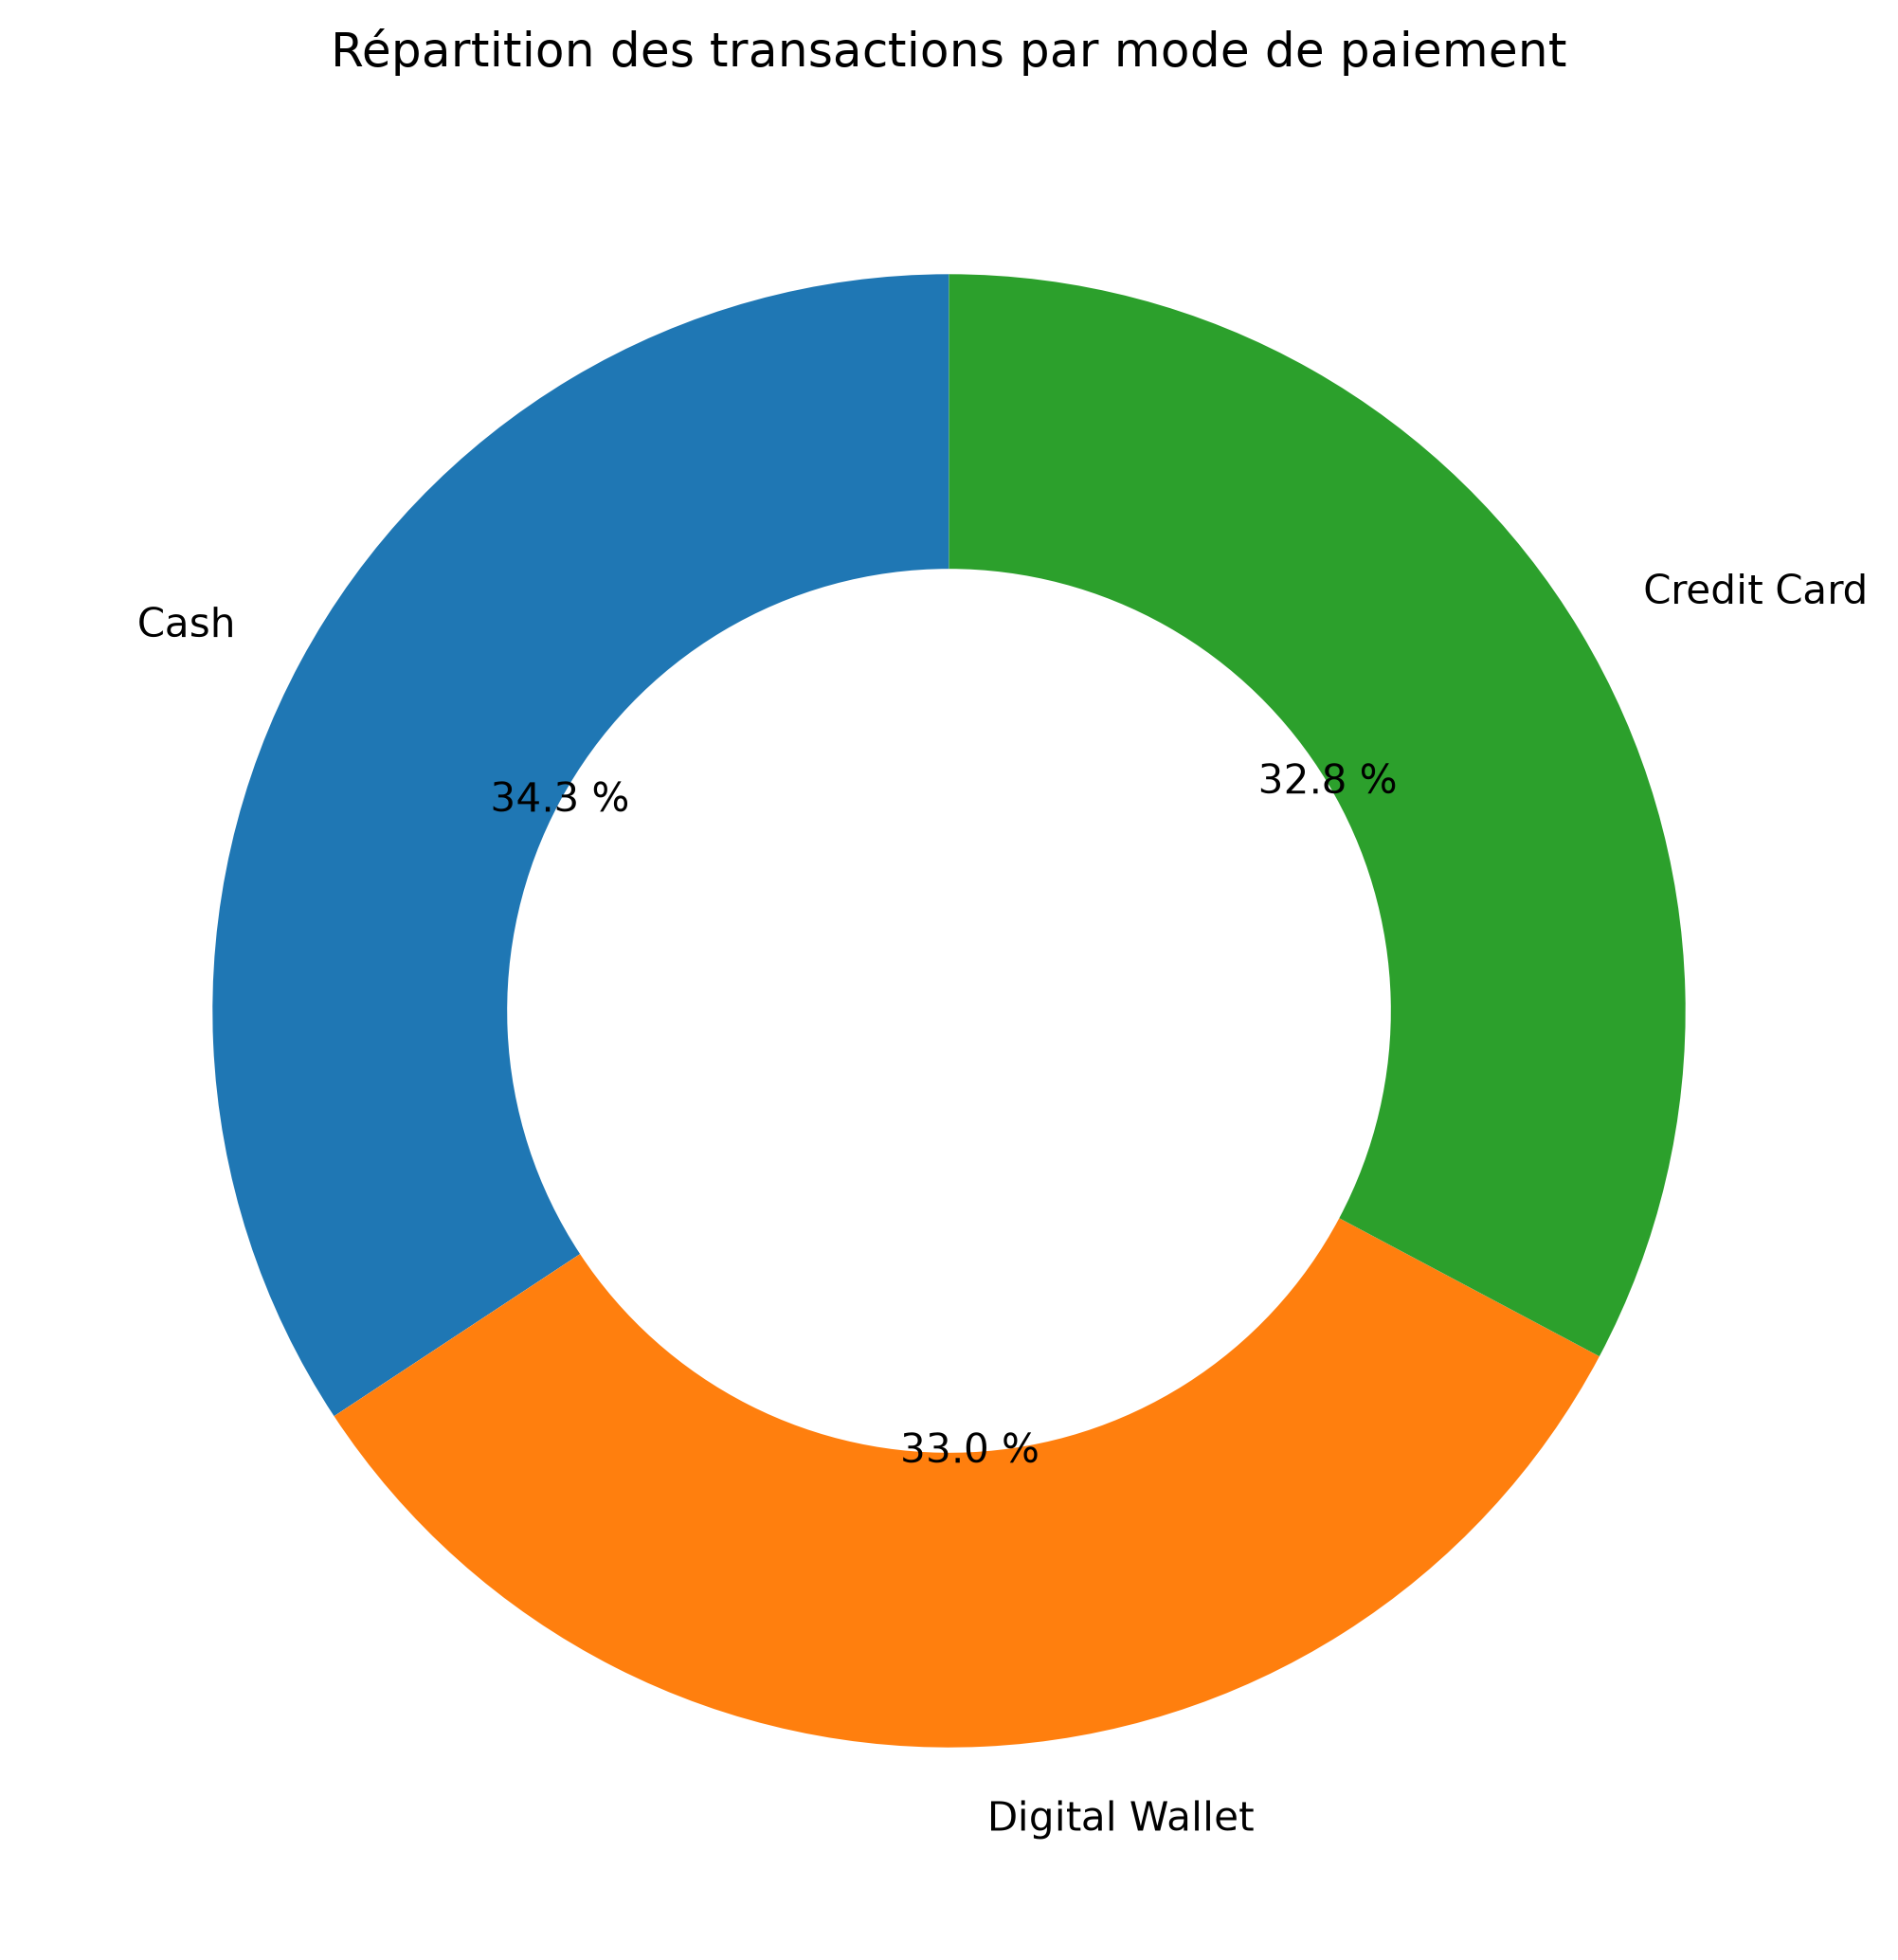 Répartition des transactions par mode de paiement
Credit Card
Cash
32.8 %
34.3 %
33.0 %
Digital Wallet